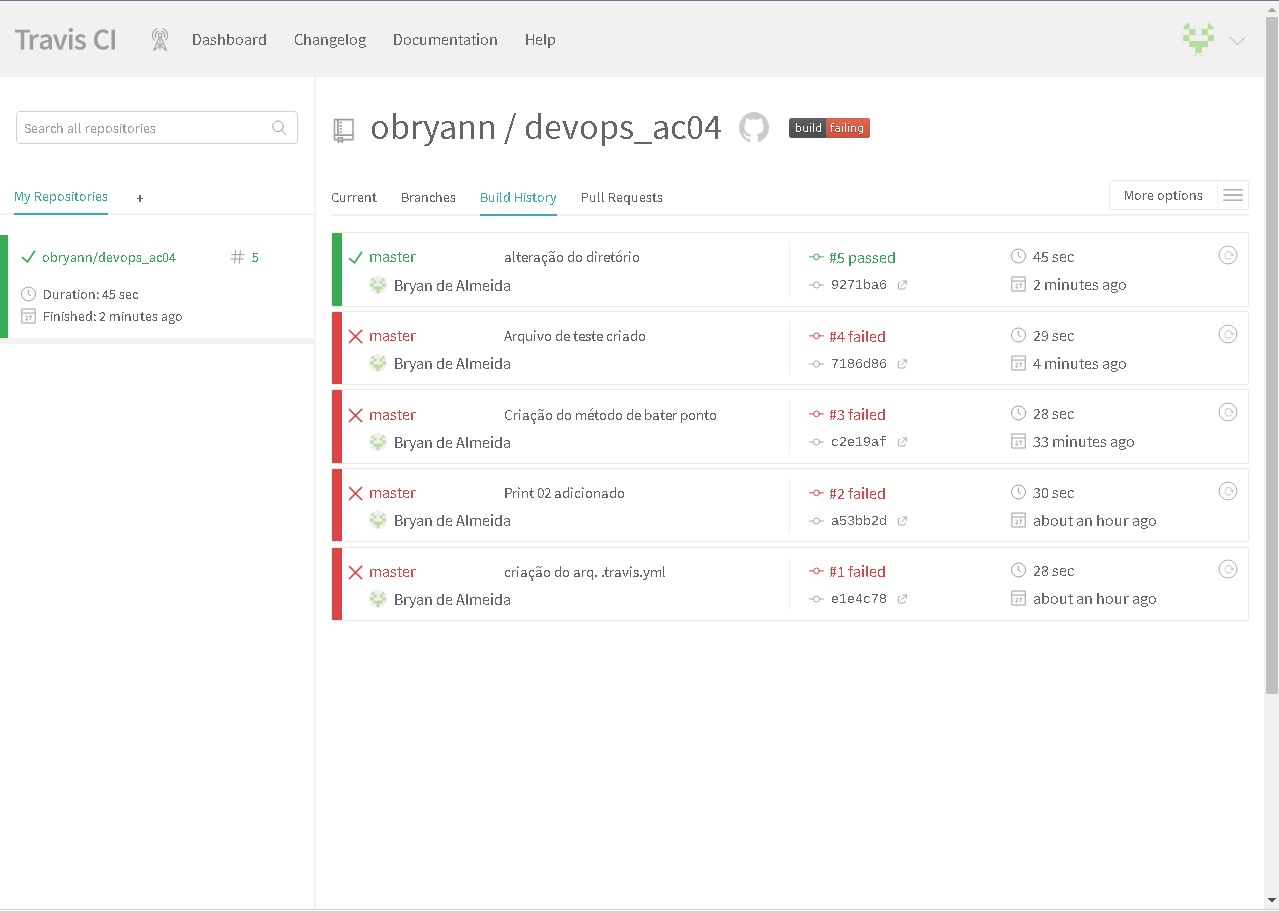 Travis CI Dashboard Changelog Documentation Help
Search all repositories
My Repositories +
obryann/devops_ac04 # 5
Duration: 45 sec
Finished: 2 minutes ago
obryann / devops_ac04 build failing
Current Branches Build History Pull Requests More options
master alteração do diretório #5 passed 45 sec
Bryan de Almeida 9271ba6 27 2 minutes ago
master Arquivo de teste criado #4 failed 29 sec
Bryan de Almeida 7186d86 27 4 minutes ago
master Criação do método de bater ponto #3 failed 28 sec
Bryan de Almeida c2e19af 27 33 minutes ago
master Print 02 adicionado #2 failed 30 sec
Bryan de Almeida a53bb2d 27 about an hour ago
master criação do arq. .travis.yml #1 failed 28 sec
Bryan de Almeida e1e4c78 27 about an hour ago